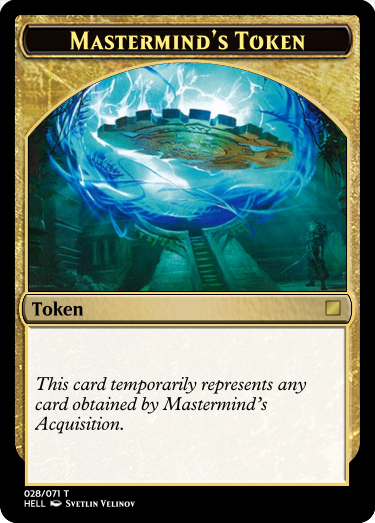 Mastermind's Token
Token
This card temporarily represents any
card obtained by Mastermind's
Acquisition.
028/071 T
HELL Svetlin Velinov